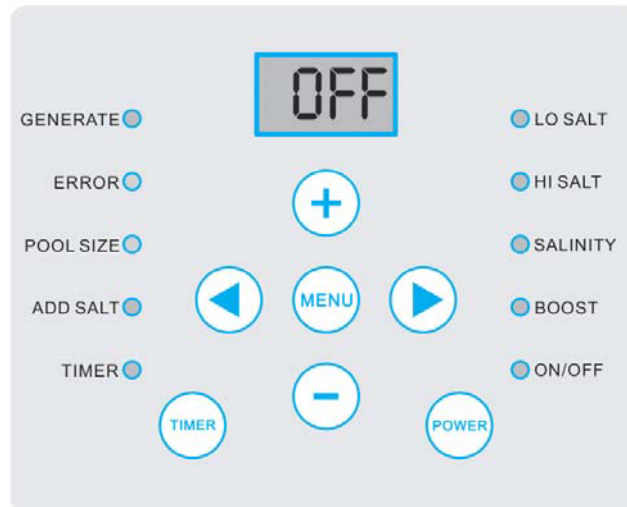 OFF
GENERATE
LO SALT
ERROR
HI SALT
POOL SIZE
SALINITY
MENU
ADD SALT
BOOST
TIMER
ON/OFF
TIMER
POWER